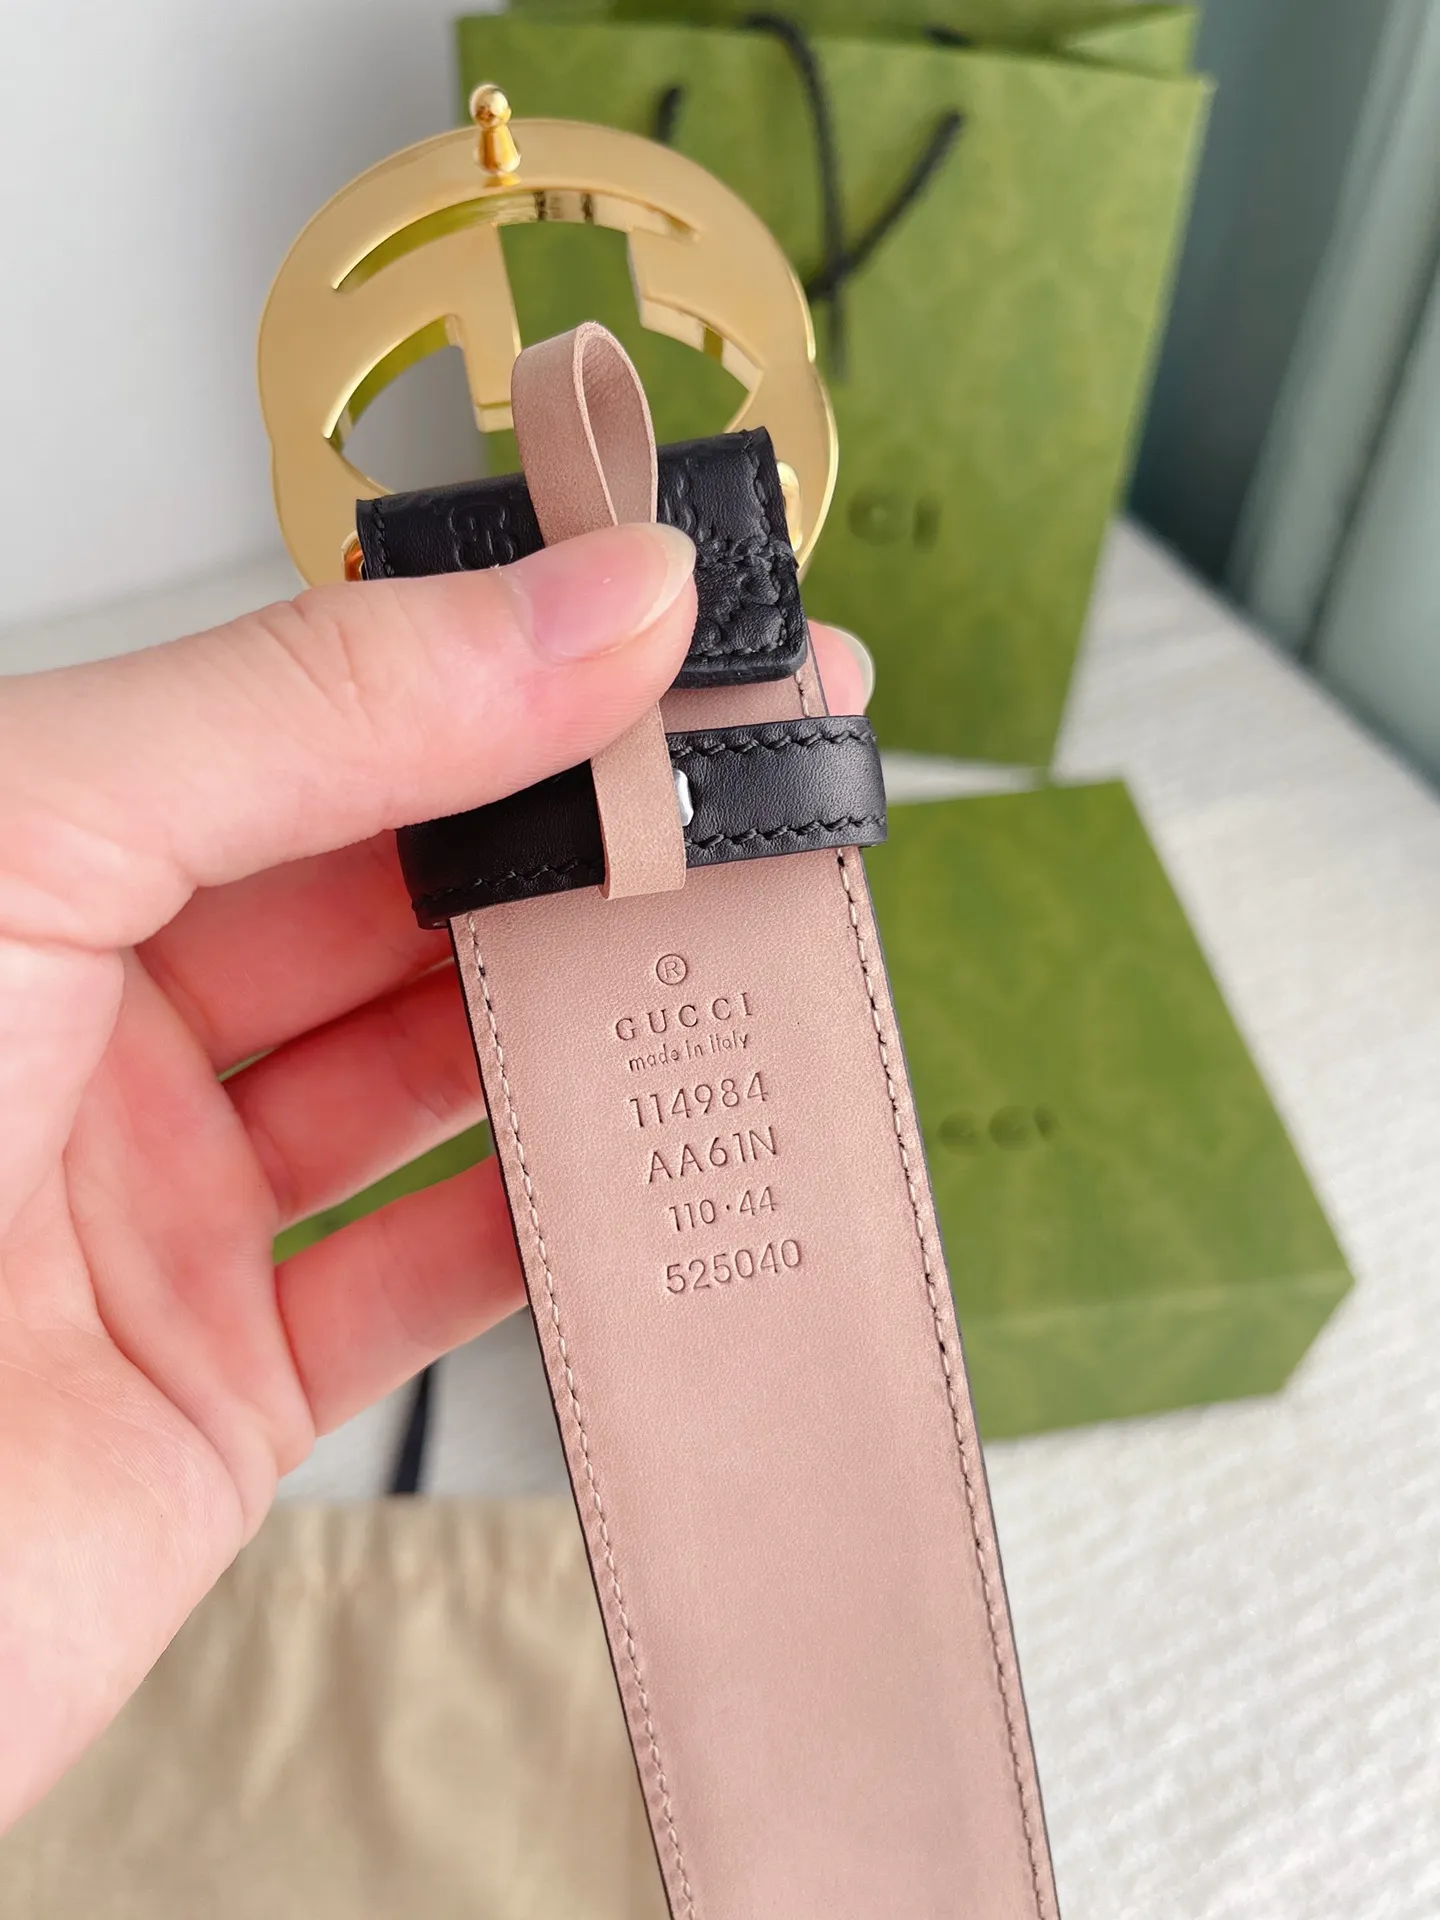 ®
GUCCI
made in italy
114984
AA61N
110·44
525040